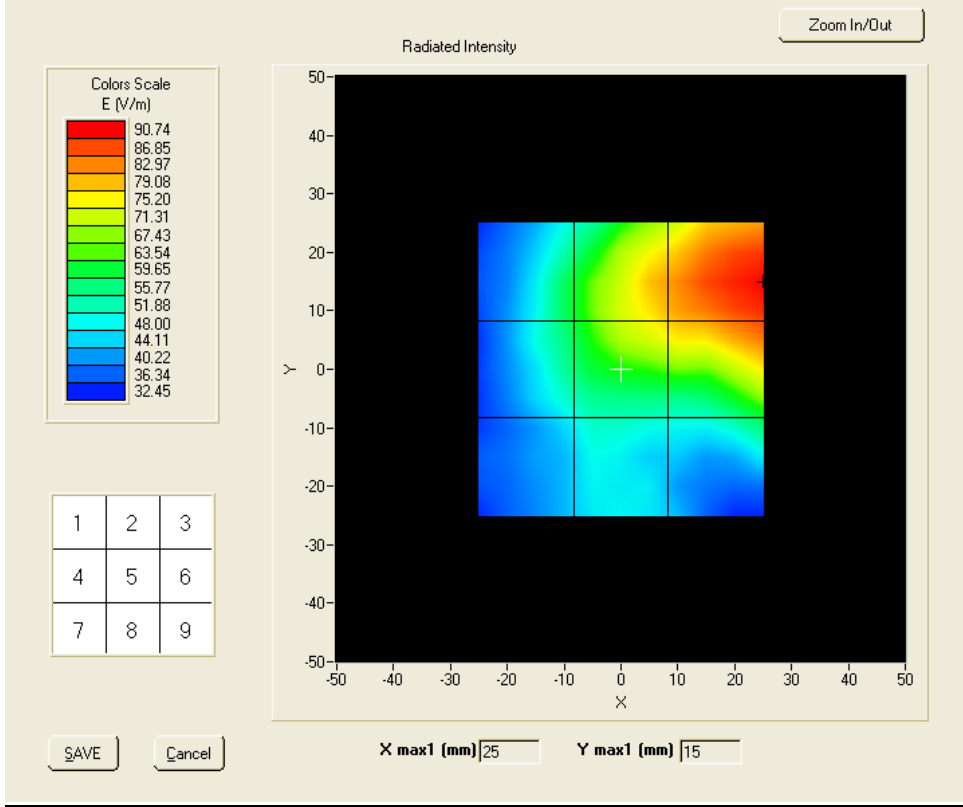 Zoom In/Out
Radiated Intensity
Colors Scale
E (V/m)
90.74
86.85
82.97
79.08
75.20
71.31
67.43
63.54
59.65
55.77
51.88
48.00
44.11
40.22
36.34
32.45
50
40
30
20
10
Y 0
-10
-20
-30
-40
-50
-50 -40 -30 -20 -10 0 10 20 30 40 50
X
1 2 3
4 5 6
7 8 9
SAVE Cancel X max1 (mm) 25 Y max1 (mm) 15